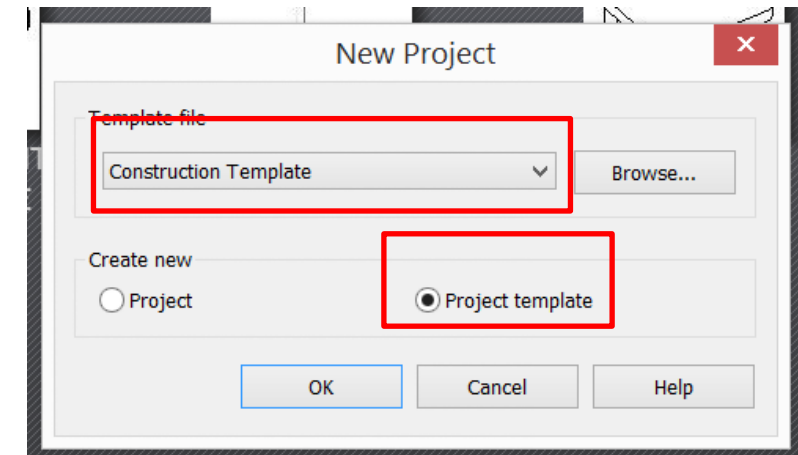 New Project
Template file
Construction Template
Browse...
Create new
Project
Project template
OK
Cancel
Help